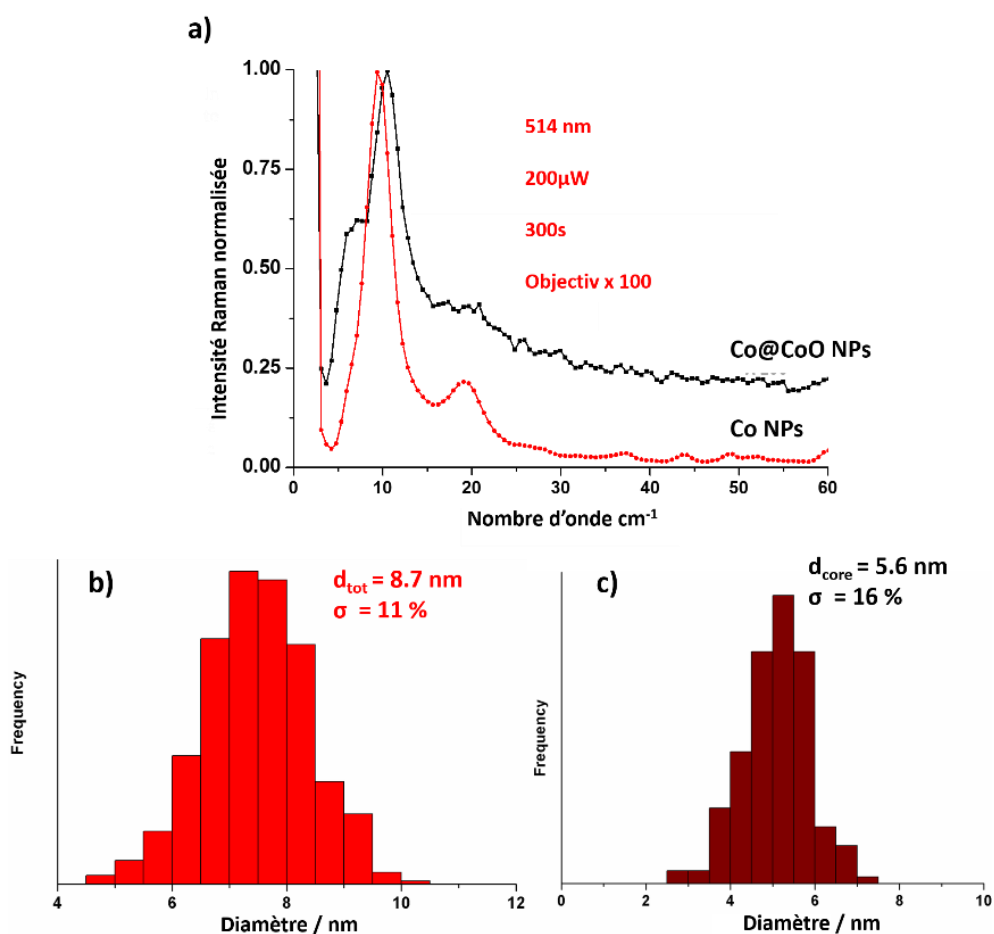 a)
Intensité Raman normalisée
1.00
0.75
0.50
0.25
0.00
514 nm
200µW
300s
Objectiv x 100
Co@CoO NPs
Co NPs
0 10 20 30 40 50 60
Nombre d'onde cm⁻¹
b)
d_tot = 8.7 nm
σ = 11 %
Frequency
4 6 8 10 12
Diamètre / nm
c)
d_core = 5.6 nm
σ = 16 %
Frequency
0 2 4 6 8 10
Diamètre / nm